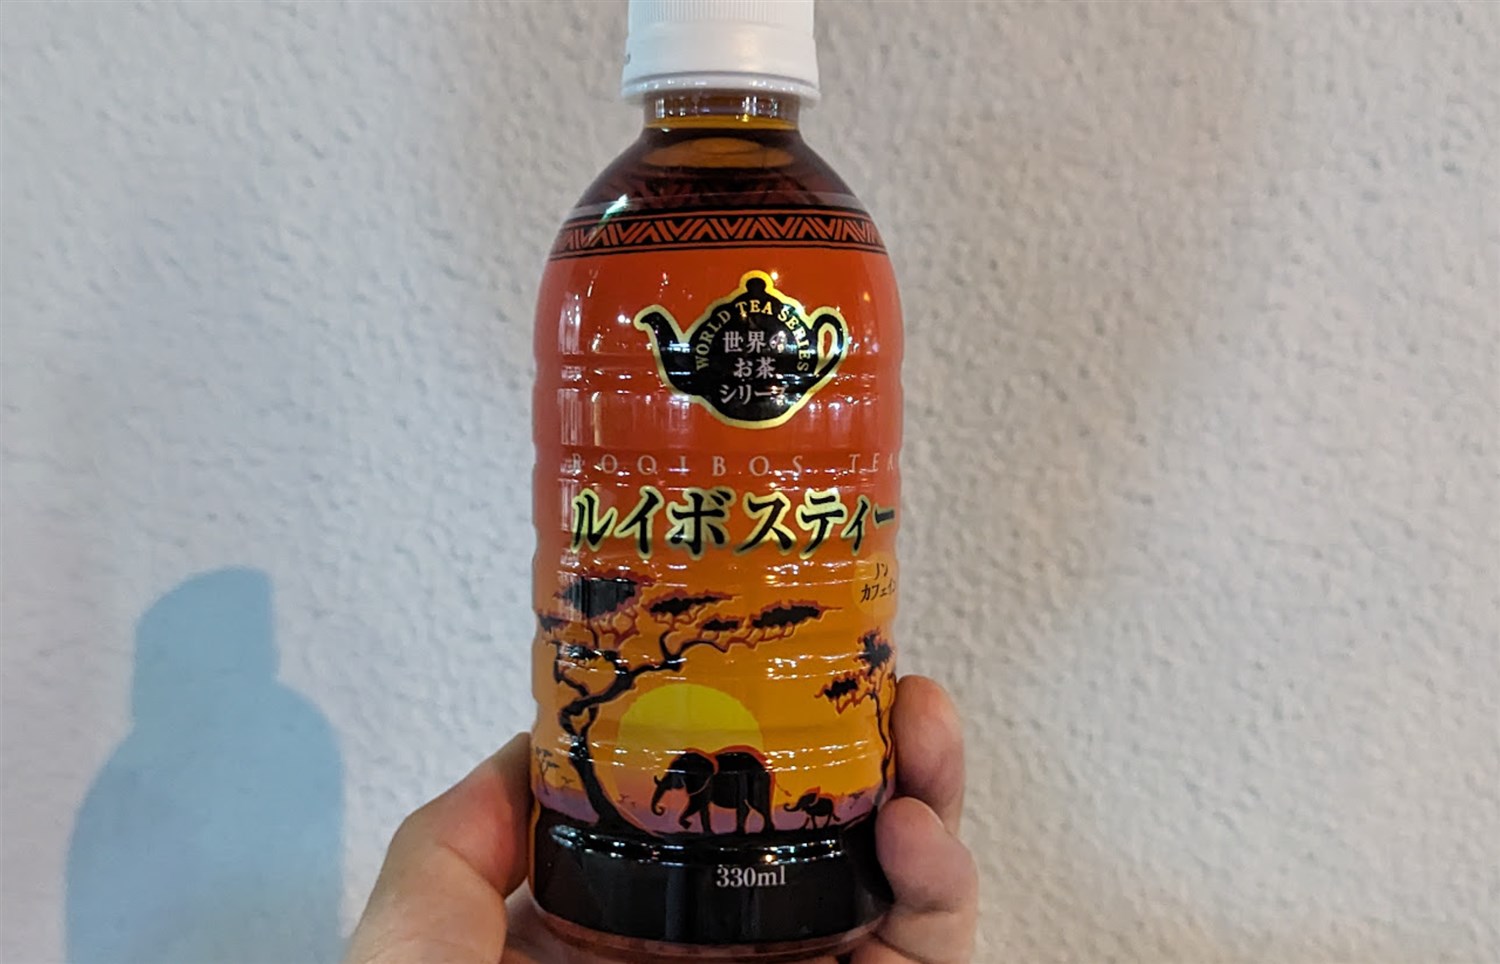 WORLD TEA SERIES
世界の
お茶
シリーズ
ROOIBOS TEA
ルイボスティー
ノン
カフェイン
330ml